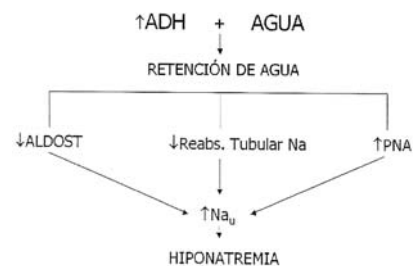 ↑ADH + AGUA
RETENCIÓN DE AGUA
↓ALDOST ↓Reabs. Tubular Na ↑PNA
↑Naᵤ
HIPONATREMIA